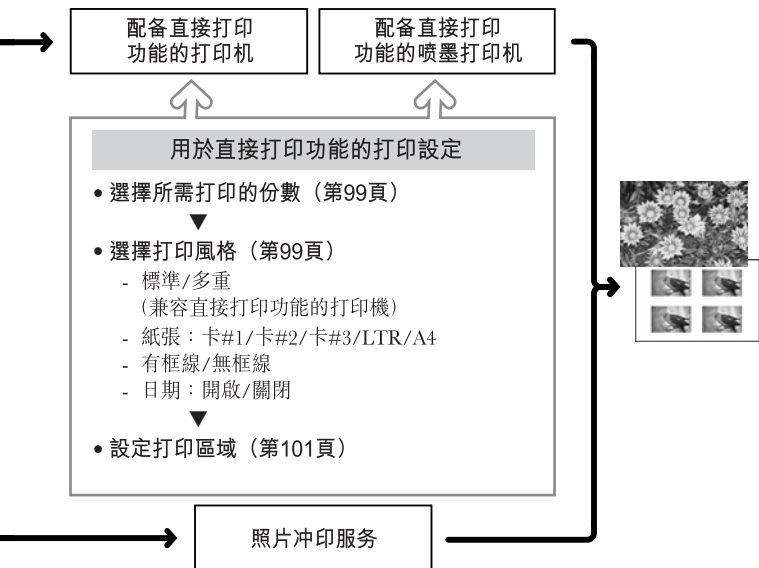 配备直接打印
功能的打印机
配备直接打印
功能的喷墨打印机
用於直接打印功能的打印設定
• 選擇所需打印的份數（第99頁）
▼
• 選擇打印風格（第99頁）
- 標準/多重
(兼容直接打印功能的打印機)
- 紙張：卡#1/卡#2/卡#3/LTR/A4
- 有框線/無框線
- 日期：開啟/關閉
▼
• 設定打印區域（第101頁）
照片冲印服务